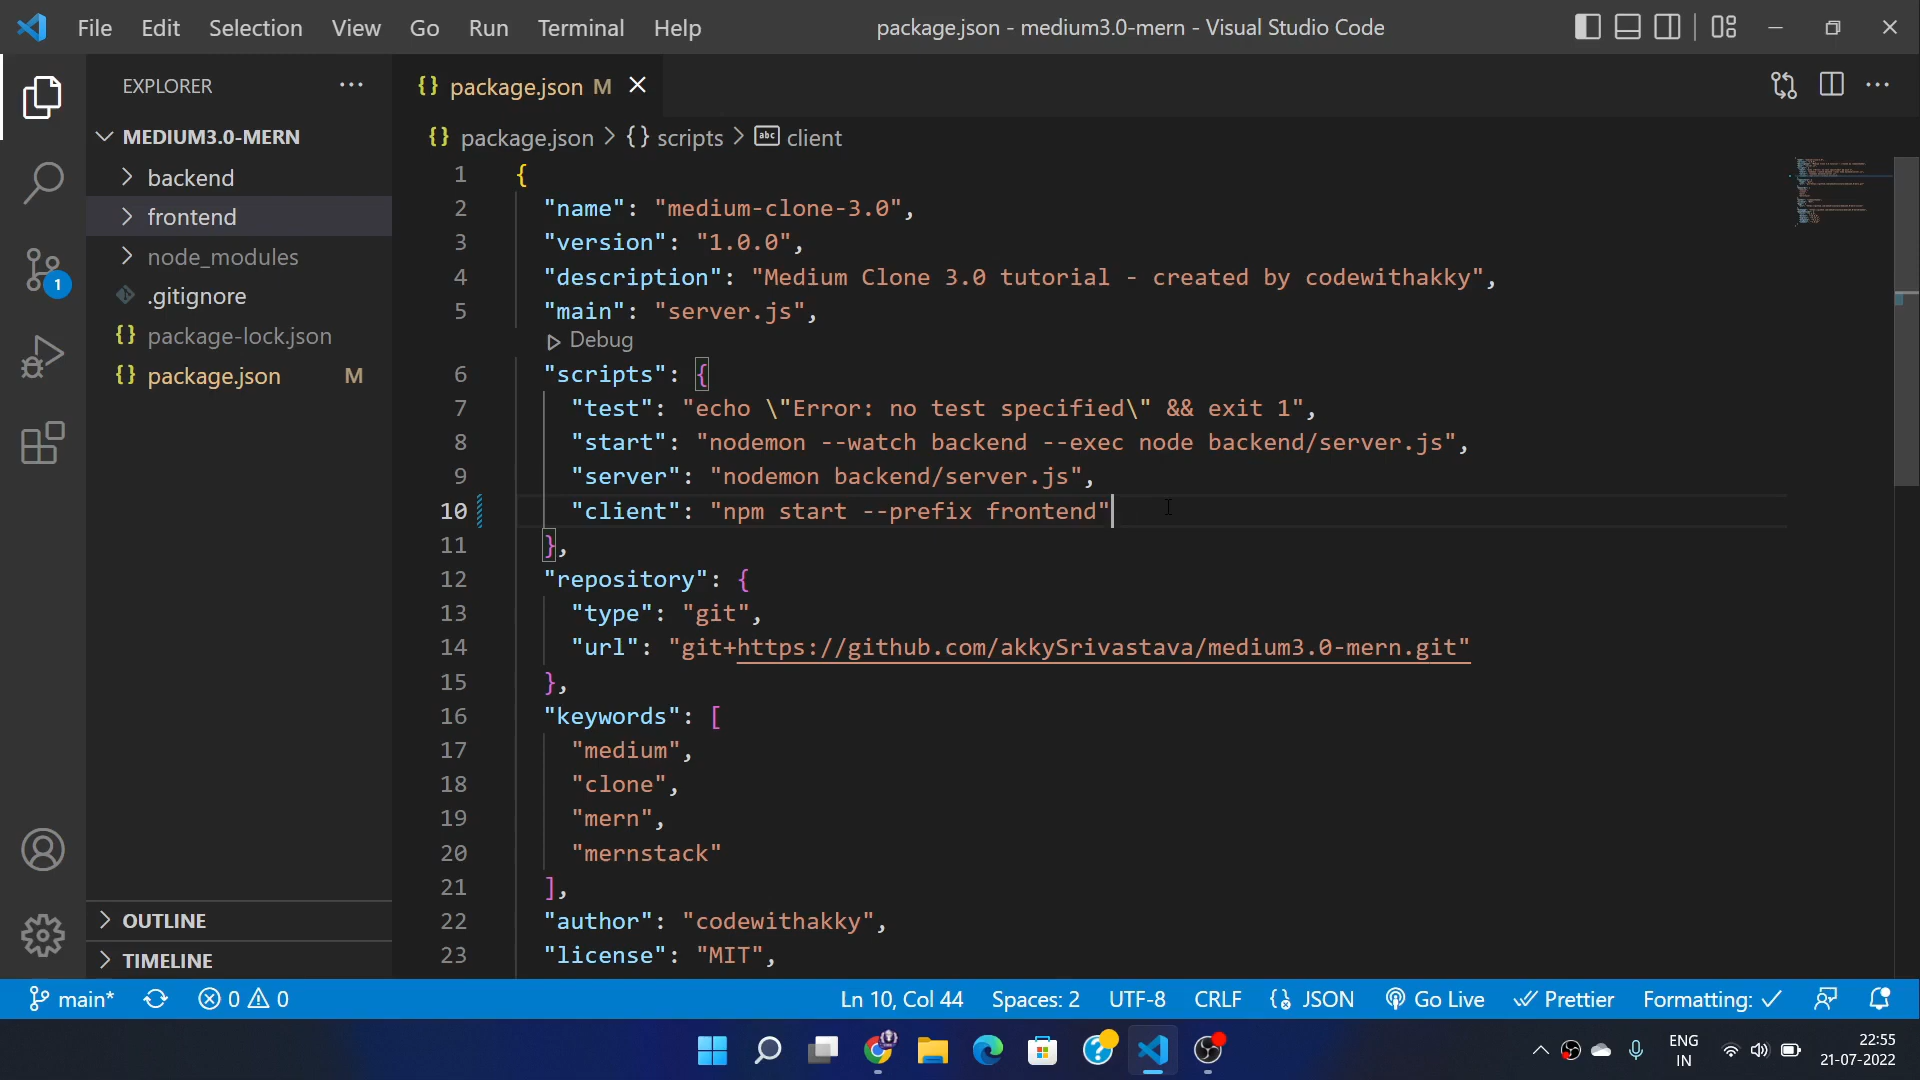 File Edit Selection View Go Run Terminal Help
package.json - medium3.0-mern - Visual Studio Code
EXPLORER
MEDIUM3.0-MERN
backend
frontend
node_modules
.gitignore
package-lock.json
package.json M
OUTLINE
TIMELINE
1
{} package.json M
{} package.json > {} scripts > abc client
1 {
2 "name": "medium-clone-3.0",
3 "version": "1.0.0",
4 "description": "Medium Clone 3.0 tutorial - created by codewithakky",
5 "main": "server.js",
Debug
6 "scripts": {
7 "test": "echo \"Error: no test specified\" && exit 1",
8 "start": "nodemon --watch backend --exec node backend/server.js",
9 "server": "nodemon backend/server.js",
10 "client": "npm start --prefix frontend"
11 },
12 "repository": {
13 "type": "git",
14 "url": "git+https://github.com/akkySrivastava/medium3.0-mern.git"
15 },
16 "keywords": [
17 "medium",
18 "clone",
19 "mern",
20 "mernstack"
21 ],
22 "author": "codewithakky",
23 "license": "MIT",
main* 0 0 Ln 10, Col 44 Spaces: 2 UTF-8 CRLF JSON Go Live Prettier Formatting: ✓
ENG
IN
22:55
21-07-2022